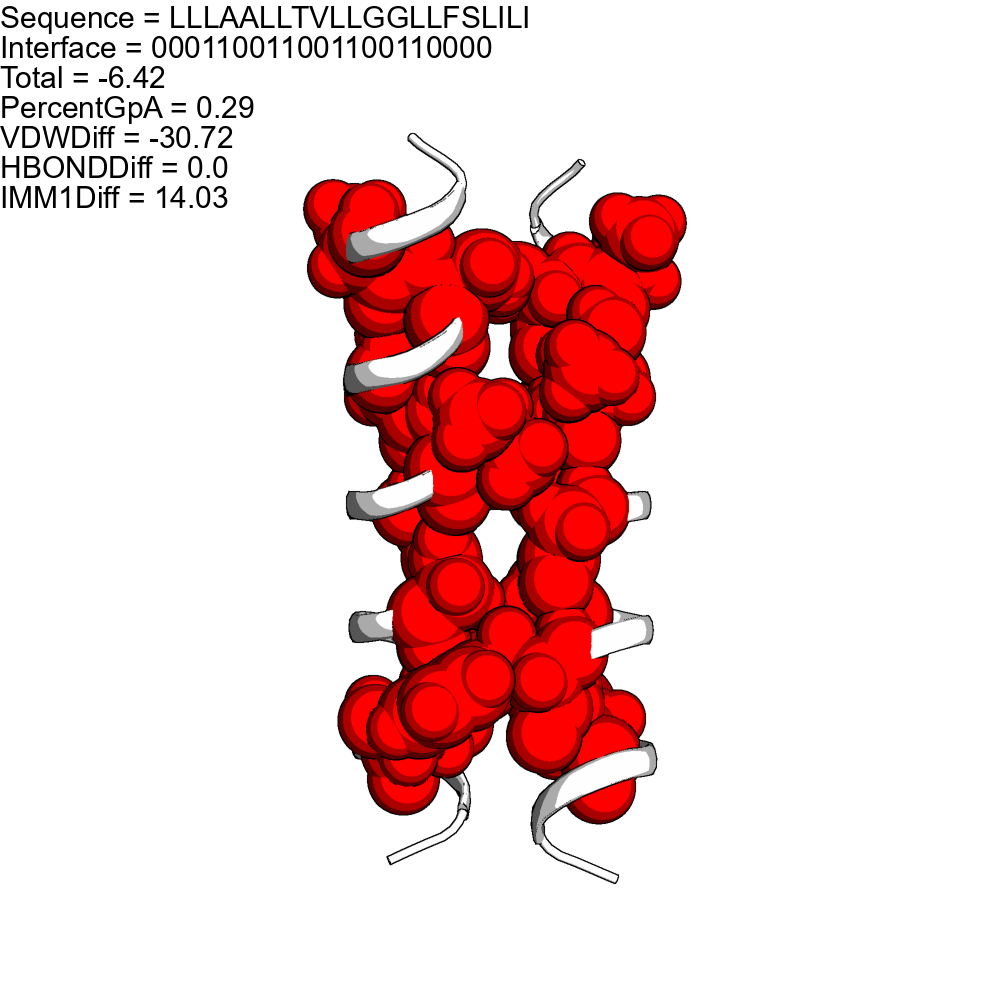 Sequence = LLLAALLTVLLGGLLFSLILI
Interface = 000110011001100110000
Total = -6.42
PercentGpA = 0.29
VDWDiff = -30.72
HBONDDiff = 0.0
IMM1Diff = 14.03